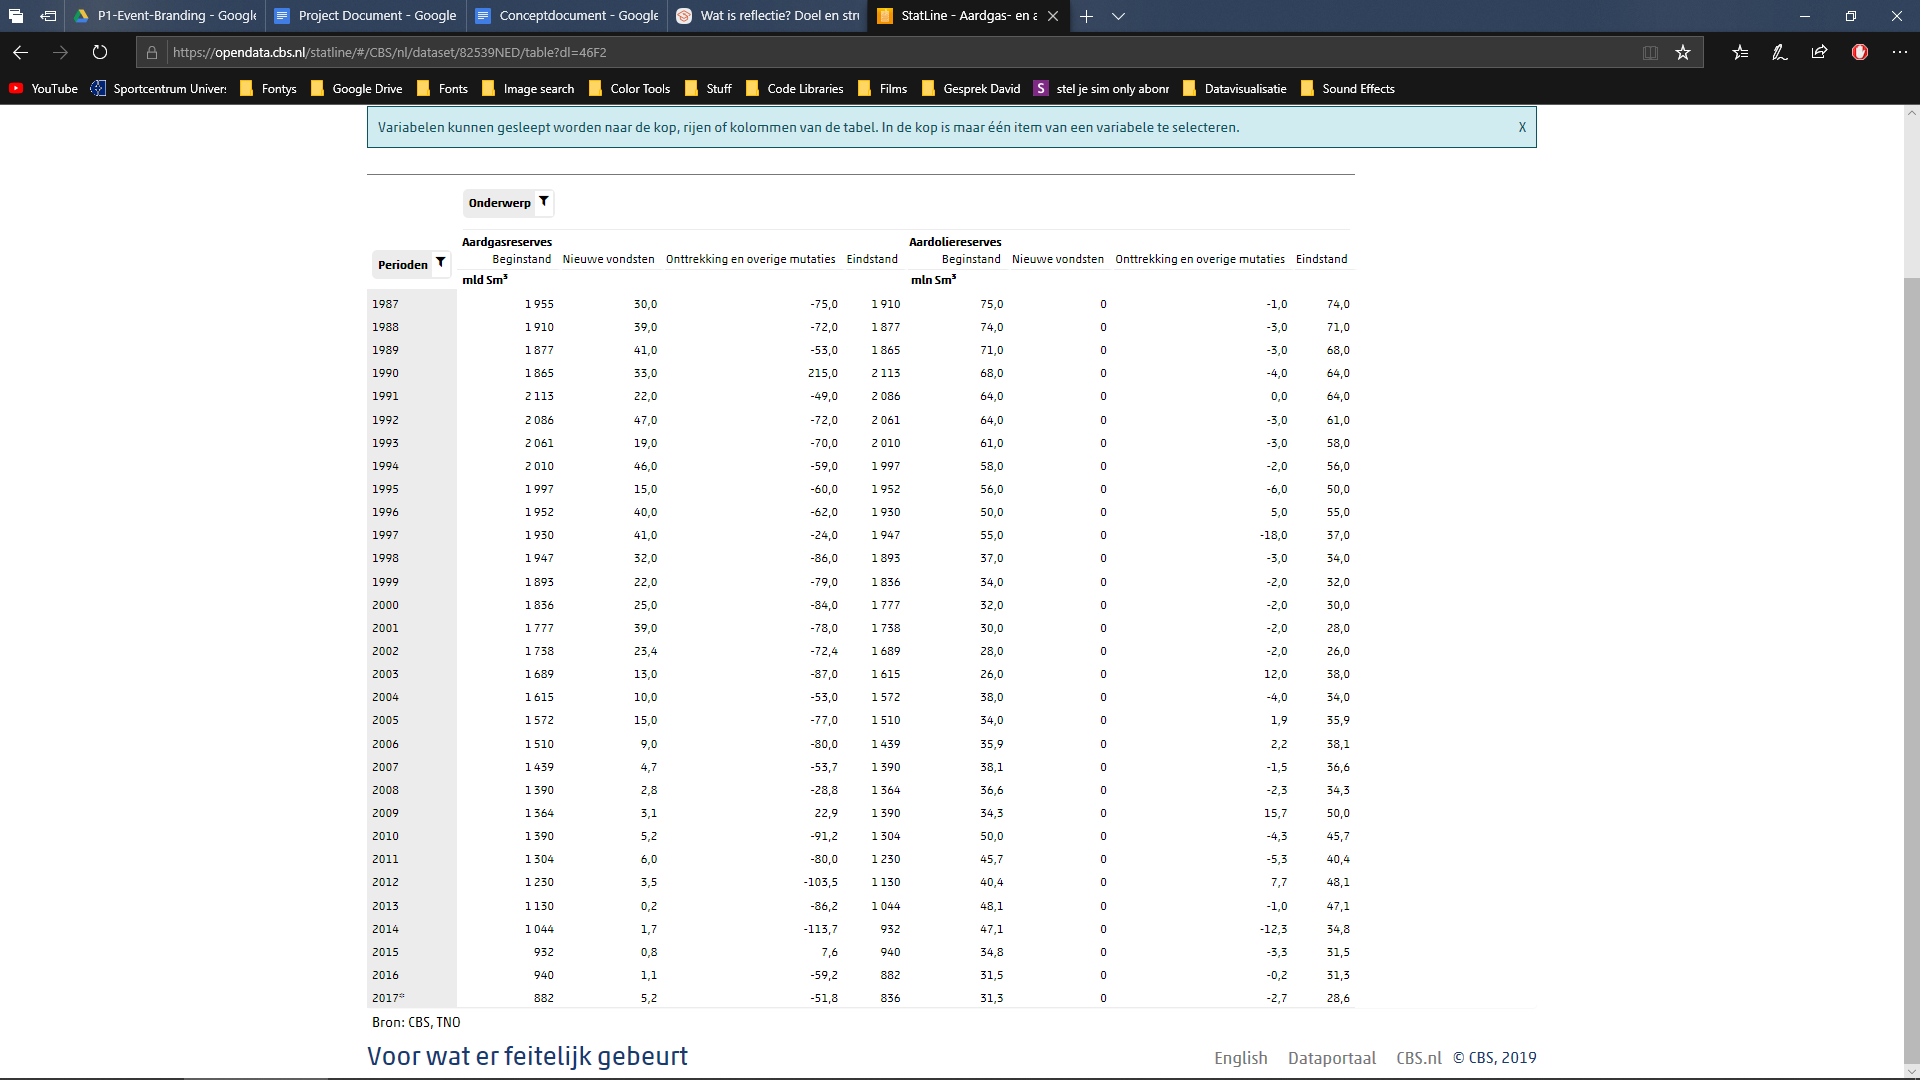 P1-Event-Branding - Google
Project Document - Google
Conceptdocument - Google
Wat is reflectie? Doel en stru
StatLine - Aardgas- en a
https://opendata.cbs.nl/statline/#/CBS/nl/dataset/82539NED/table?dl=46F2
YouTube Sportcentrum Univers Fontys Google Drive Fonts Image search Color Tools Stuff Code Libraries Films Gesprek David S stel je sim only abonn Datavisualisatie Sound Effects
Variabelen kunnen gesleept worden naar de kop, rijen of kolommen van de tabel. In de kop is maar één item van een variabele te selecteren. X
Onderwerp
Aardgasreserves Aardoliereserves
Perioden Beginstand Nieuwe vondsten Onttrekking en overige mutaties Eindstand Beginstand Nieuwe vondsten Onttrekking en overige mutaties Eindstand
mld Sm³ mln Sm³
1987 1 955 30,0 -75,0 1 910 75,0 0 -1,0 74,0
1988 1 910 39,0 -72,0 1 877 74,0 0 -3,0 71,0
1989 1 877 41,0 -53,0 1 865 71,0 0 -3,0 68,0
1990 1 865 33,0 215,0 2 113 68,0 0 -4,0 64,0
1991 2 113 22,0 -49,0 2 086 64,0 0 0,0 64,0
1992 2 086 47,0 -72,0 2 061 64,0 0 -3,0 61,0
1993 2 061 19,0 -70,0 2 010 61,0 0 -3,0 58,0
1994 2 010 46,0 -59,0 1 997 58,0 0 -2,0 56,0
1995 1 997 15,0 -60,0 1 952 56,0 0 -6,0 50,0
1996 1 952 40,0 -62,0 1 930 50,0 0 5,0 55,0
1997 1 930 41,0 -24,0 1 947 55,0 0 -18,0 37,0
1998 1 947 32,0 -86,0 1 893 37,0 0 -3,0 34,0
1999 1 893 22,0 -79,0 1 836 34,0 0 -2,0 32,0
2000 1 836 25,0 -84,0 1 777 32,0 0 -2,0 30,0
2001 1 777 39,0 -78,0 1 738 30,0 0 -2,0 28,0
2002 1 738 23,4 -72,4 1 689 28,0 0 -2,0 26,0
2003 1 689 13,0 -87,0 1 615 26,0 0 12,0 38,0
2004 1 615 10,0 -53,0 1 572 38,0 0 -4,0 34,0
2005 1 572 15,0 -77,0 1 510 34,0 0 1,9 35,9
2006 1 510 9,0 -80,0 1 439 35,9 0 2,2 38,1
2007 1 439 4,7 -53,7 1 390 38,1 0 -1,5 36,6
2008 1 390 2,8 -28,8 1 364 36,6 0 -2,3 34,3
2009 1 364 3,1 22,9 1 390 34,3 0 15,7 50,0
2010 1 390 5,2 -91,2 1 304 50,0 0 -4,3 45,7
2011 1 304 6,0 -80,0 1 230 45,7 0 -5,3 40,4
2012 1 230 3,5 -103,5 1 130 40,4 0 7,7 48,1
2013 1 130 0,2 -86,2 1 044 48,1 0 -1,0 47,1
2014 1 044 1,7 -113,7 932 47,1 0 -12,3 34,8
2015 932 0,8 7,6 940 34,8 0 -3,3 31,5
2016 940 1,1 -59,2 882 31,5 0 -0,2 31,3
2017* 882 5,2 -51,8 836 31,3 0 -2,7 28,6
Bron: CBS, TNO
Voor wat er feitelijk gebeurt English Dataportaal CBS.nl © CBS, 2019